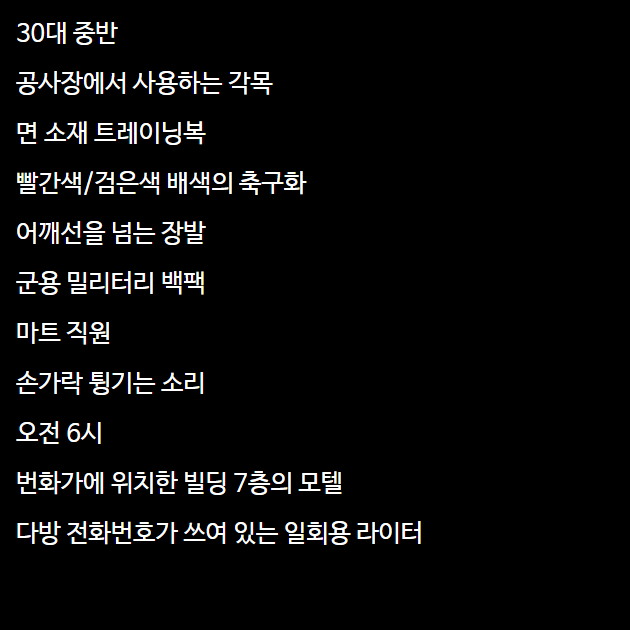 30대 중반
공사장에서 사용하는 각목
면 소재 트레이닝복
빨간색/검은색 배색의 축구화
어깨선을 넘는 장발
군용 밀리터리 백팩
마트 직원
손가락 튕기는 소리
오전 6시
번화가에 위치한 빌딩 7층의 모텔
다방 전화번호가 쓰여 있는 일회용 라이터